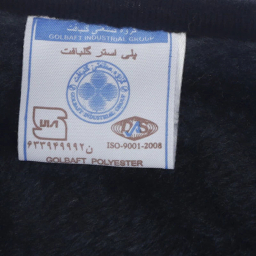 گروه صنعتی گلبافت
GOLBAFT INDUSTRIAL GROUP
پلی استر گلبافت
ISO-9001-2008
۶۳۳۹۴۹۹۹۲ن
GOLBAFT POLYESTER